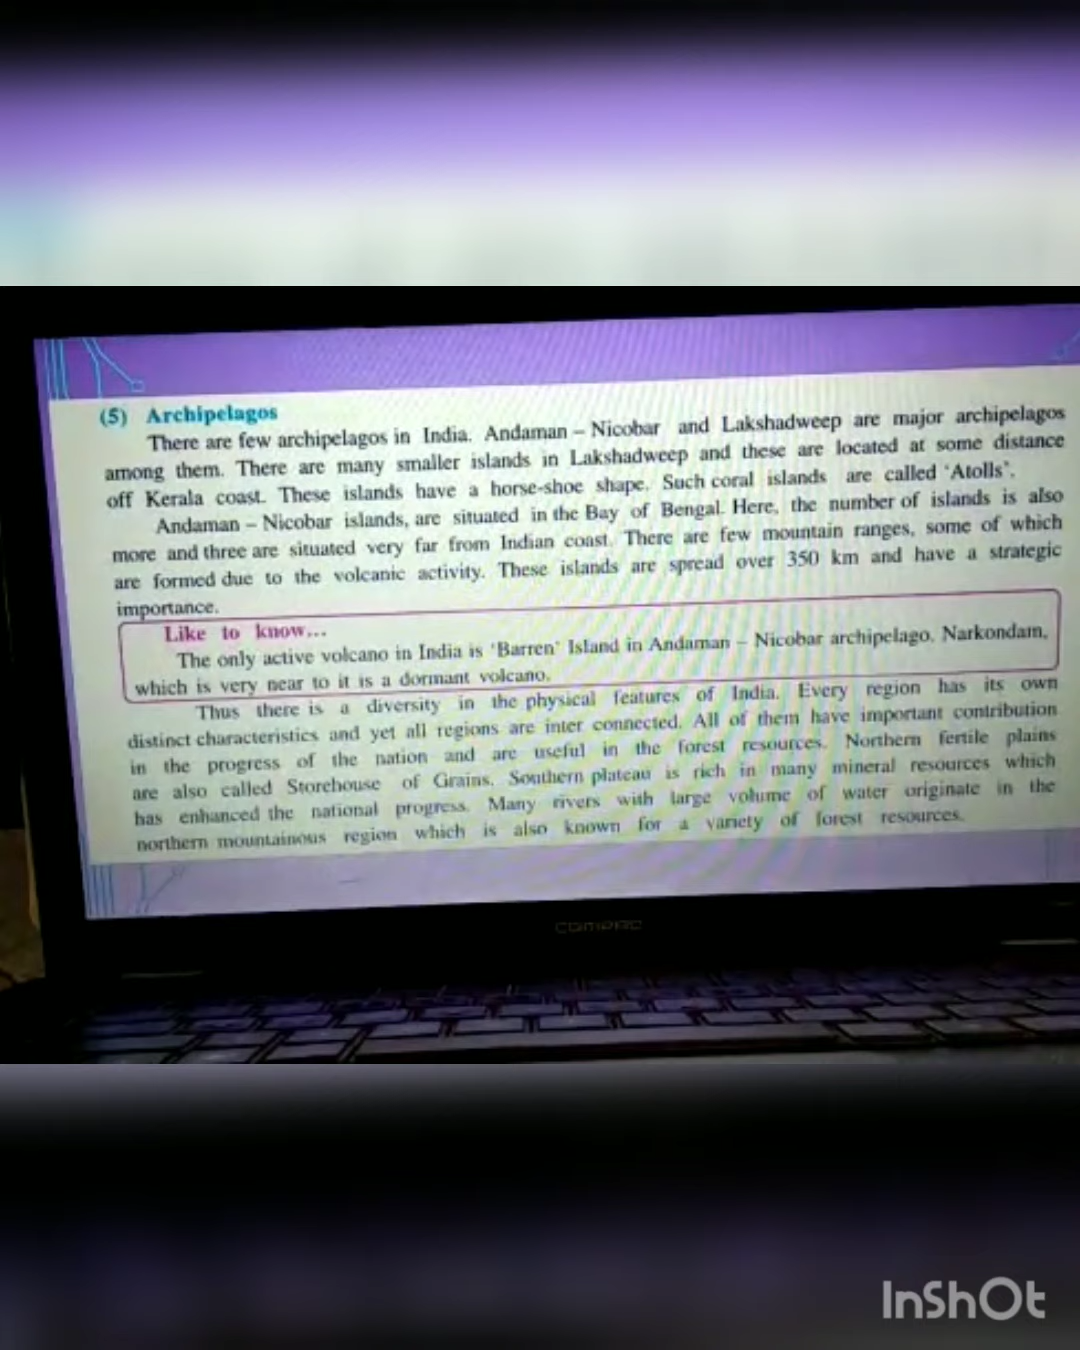 (5) Archipelagos
There are few archipelagos in India. Andaman – Nicobar and Lakshadweep are major archipelagos
among them. There are many smaller islands in Lakshadweep and these are located at some distance
off Kerala coast. These islands have a horse-shoe shape. Such coral islands are called 'Atolls'.
Andaman – Nicobar islands, are situated in the Bay of Bengal. Here, the number of islands is also
more and three are situated very far from Indian coast. There are few mountain ranges, some of which
are formed due to the volcanic activity. These islands are spread over 350 km and have a strategic
importance.
Like to know...
The only active volcano in India is 'Barren' Island in Andaman – Nicobar archipelago. Narkondam,
which is very near to it is a dormant volcano.
Thus there is a diversity in the physical features of India. Every region has its own
distinct characteristics and yet all regions are inter connected. All of them have important contribution
in the progress of the nation and are useful in the forest resources. Northern fertile plains
are also called Storehouse of Grains. Southern plateau is rich in many mineral resources which
has enhanced the national progress. Many rivers with large volume of water originate in the
northern mountainous region which is also known for a variety of forest resources.
COMPAQ
InShOt